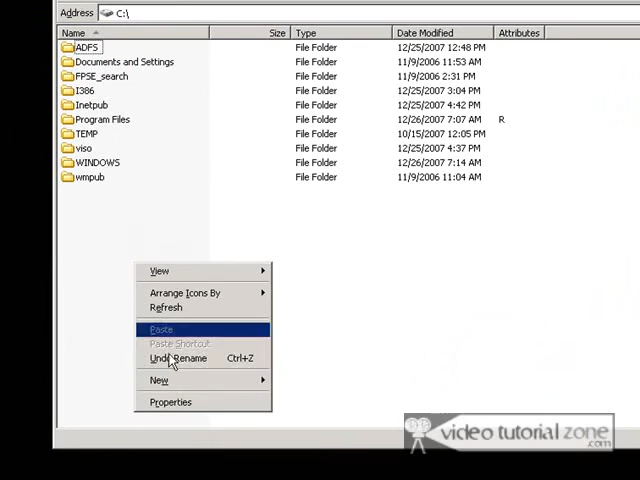 Address C:\
Name Size Type Date Modified Attributes
ADFS File Folder 12/25/2007 12:48 PM
Documents and Settings File Folder 11/9/2006 11:53 AM
FPSE_search File Folder 11/9/2006 2:31 PM
I386 File Folder 12/25/2007 3:04 PM
Inetpub File Folder 12/25/2007 4:42 PM
Program Files File Folder 12/26/2007 7:07 AM R
TEMP File Folder 10/15/2007 12:05 PM
viso File Folder 12/25/2007 4:37 PM
WINDOWS File Folder 12/26/2007 7:14 AM
wmpub File Folder 11/9/2006 11:04 AM
View
Arrange Icons By
Refresh
Paste
Paste Shortcut
Undo Rename Ctrl+Z
New
Properties
video tutorial zone
.com